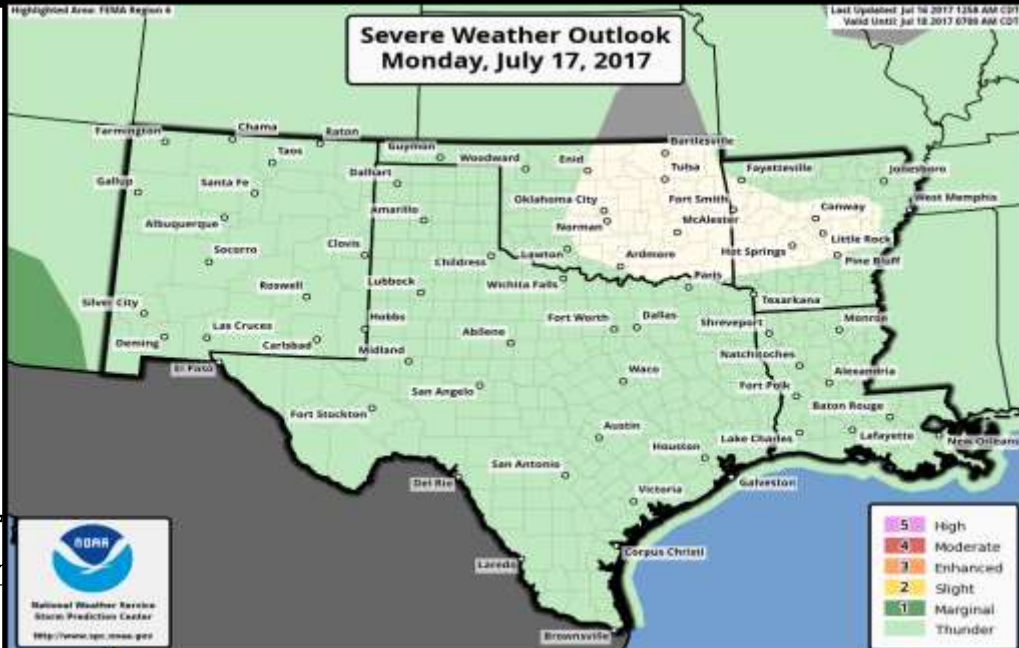 Highlighted Area: FEMA Region 6
Last Updated: Jul 16 2017 1258 AM CDT
Valid Until: Jul 18 2017 0700 AM CDT
Severe Weather Outlook
Monday, July 17, 2017
Farmington
Chama
Raton
Taos
Guymon
Woodward
Enid
Bartlesville
Tulsa
Fayetteville
Jonesboro
Gallup
Santa Fe
Dalhart
Oklahoma City
Fort Smith
Conway
West Memphis
Albuquerque
Amarillo
Norman
McAlester
Little Rock
Socorro
Clovis
Childress
Lawton
Ardmore
Hot Springs
Pine Bluff
Roswell
Lubbock
Wichita Falls
Paris
Texarkana
Silver City
Las Cruces
Hobbs
Abilene
Fort Worth
Dallas
Shreveport
Monroe
Deming
Carlsbad
Midland
Natchitoches
El Paso
San Angelo
Waco
Fort Polk
Alexandria
Fort Stockton
Baton Rouge
Austin
Houston
Lake Charles
Lafayette
New Orleans
Del Rio
San Antonio
Victoria
Galveston
Laredo
Corpus Christi
Brownsville
NOAA
National Weather Service
Storm Prediction Center
http://www.spc.noaa.gov
5 High
4 Moderate
3 Enhanced
2 Slight
1 Marginal
Thunder